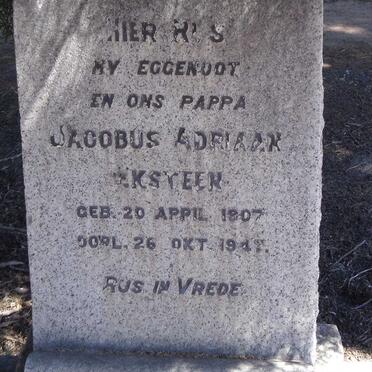 HIER RUS
MY EGGENOOT
EN ONS PAPPA
JACOBUS ADRIAAN
EKSTEEN
GEB. 20 APRIL 1907
OORL. 26 OKT.
RUS IN VREDE